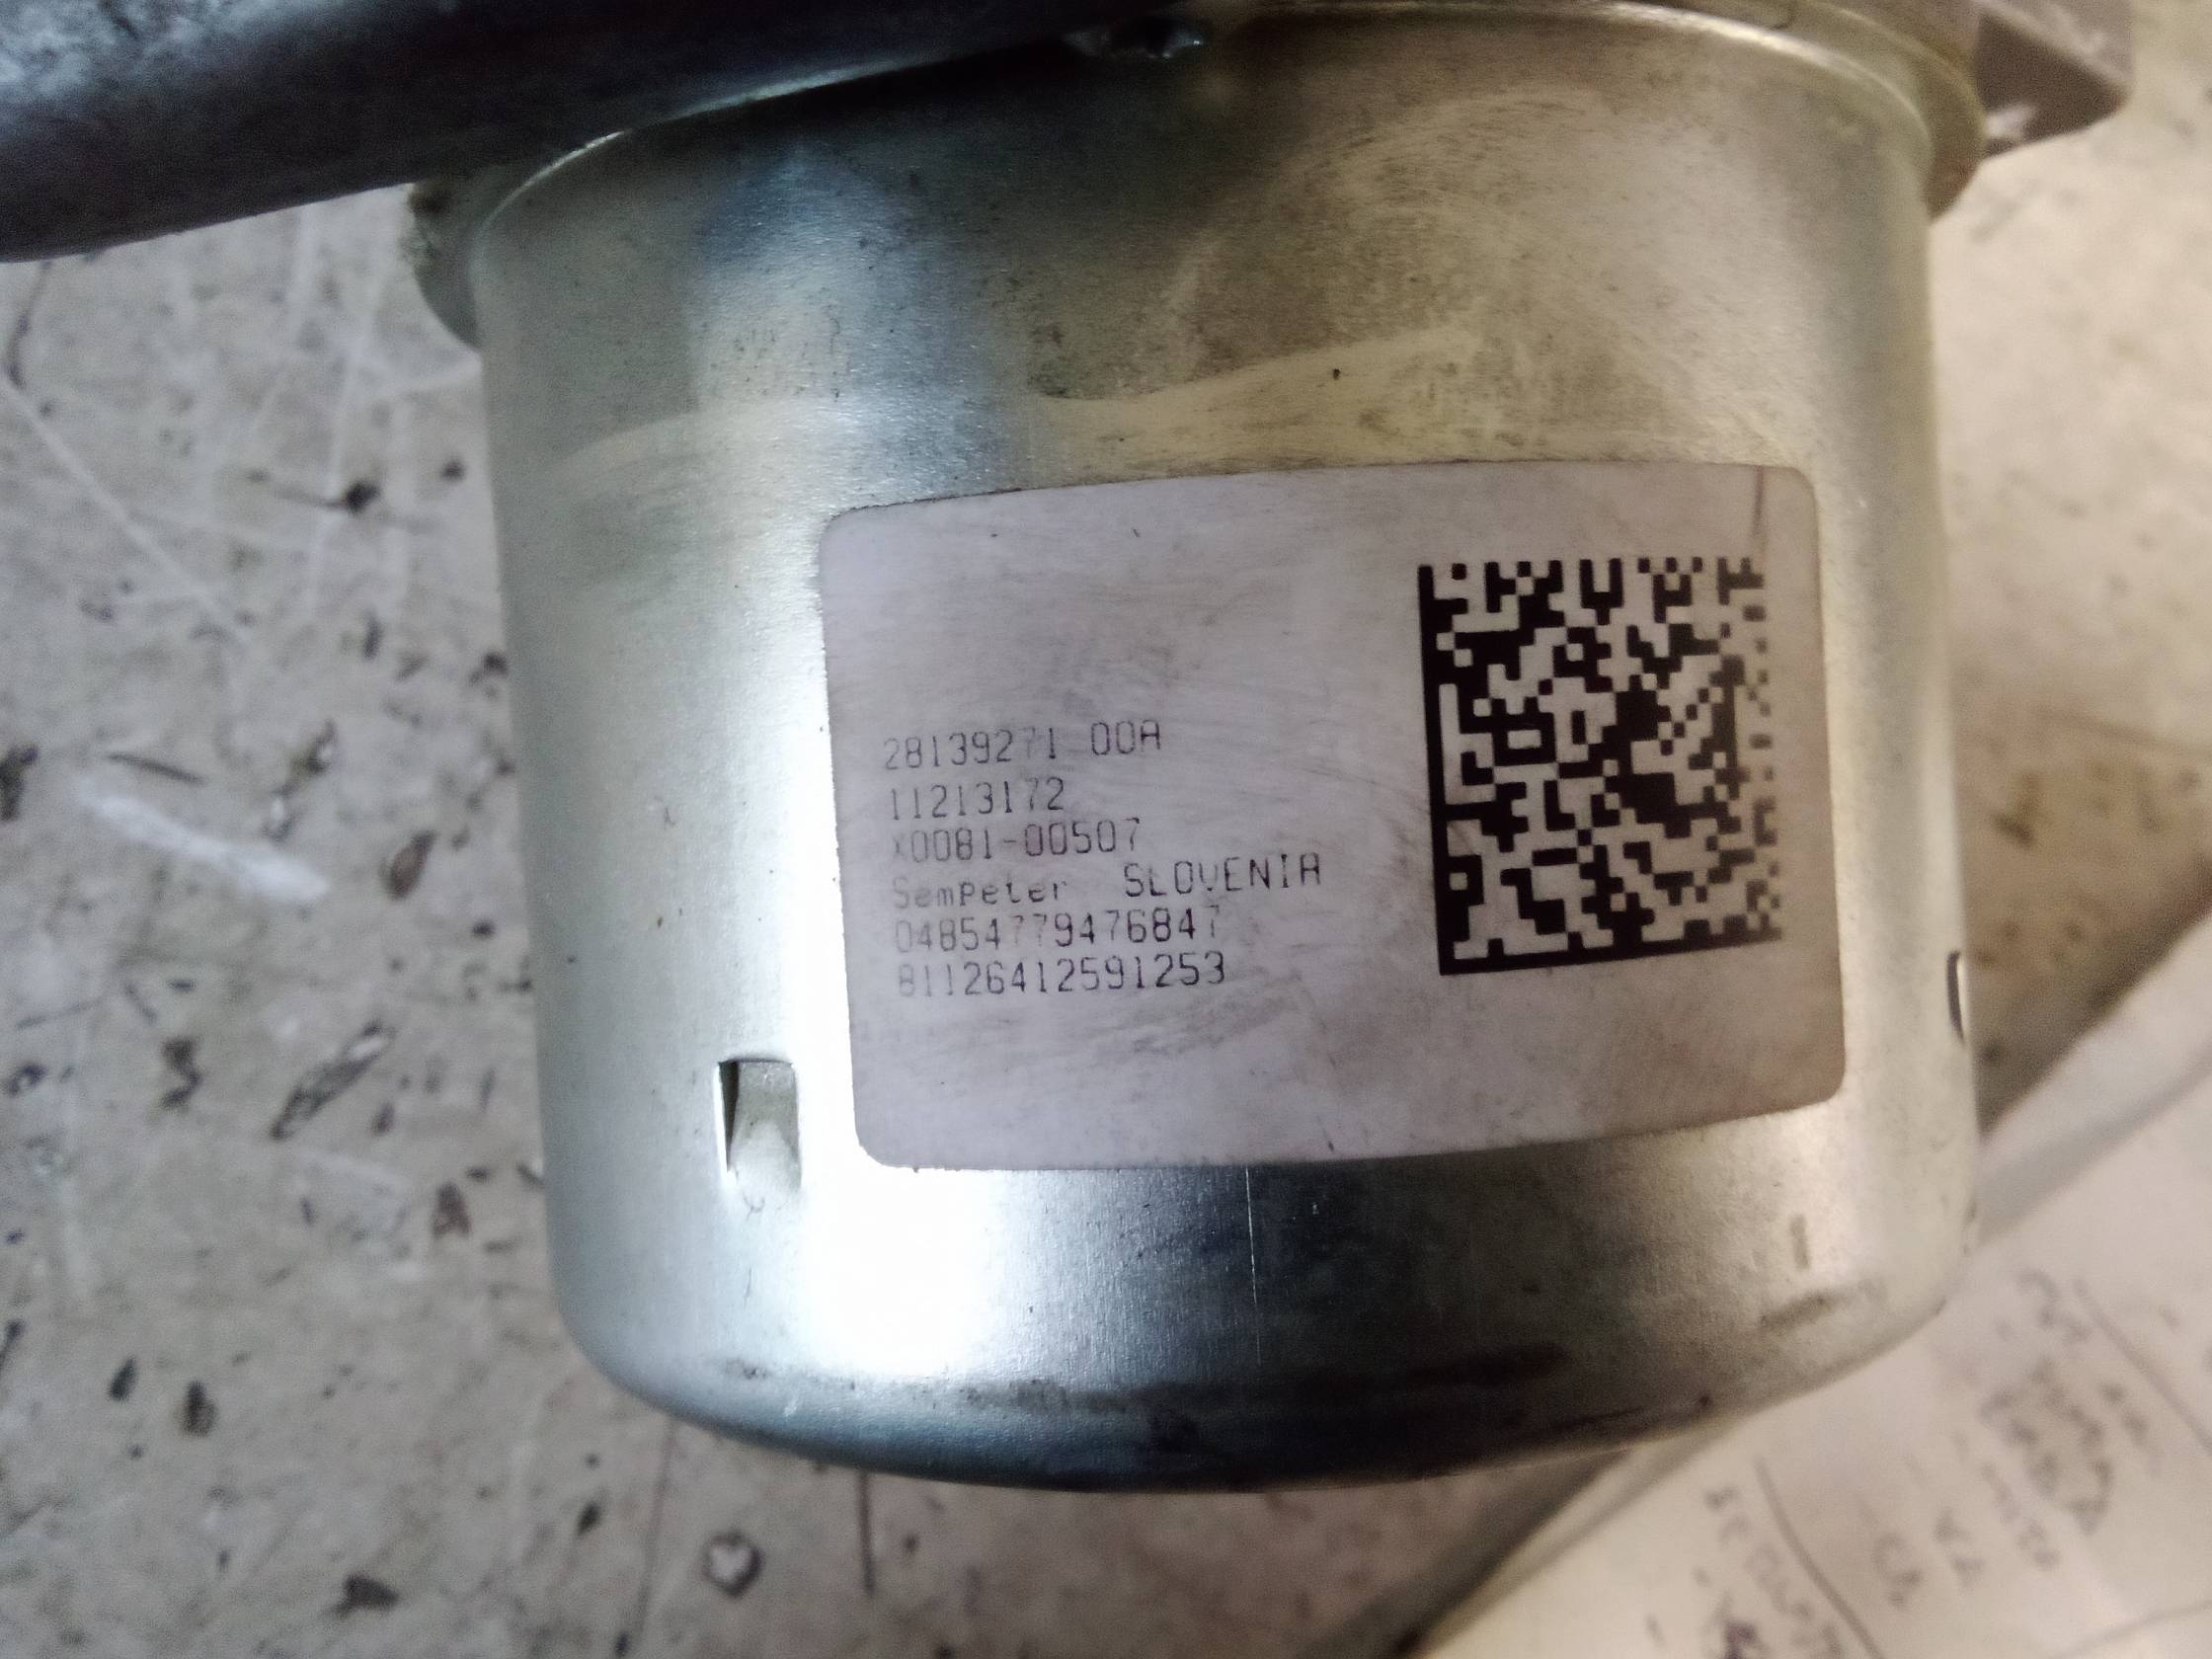 28139271 00A
11213172
X0081-00507
SemPeter SLOVENIA
04854779476847
81126412591253